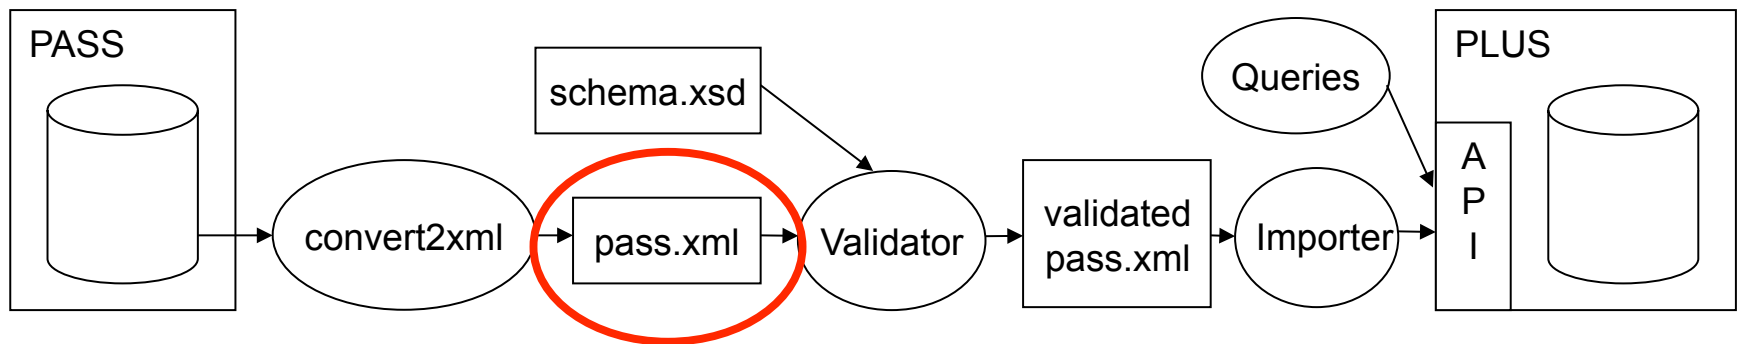 PASS
schema.xsd
Queries
PLUS
convert2xml
pass.xml
Validator
validated
pass.xml
Importer
A
P
I